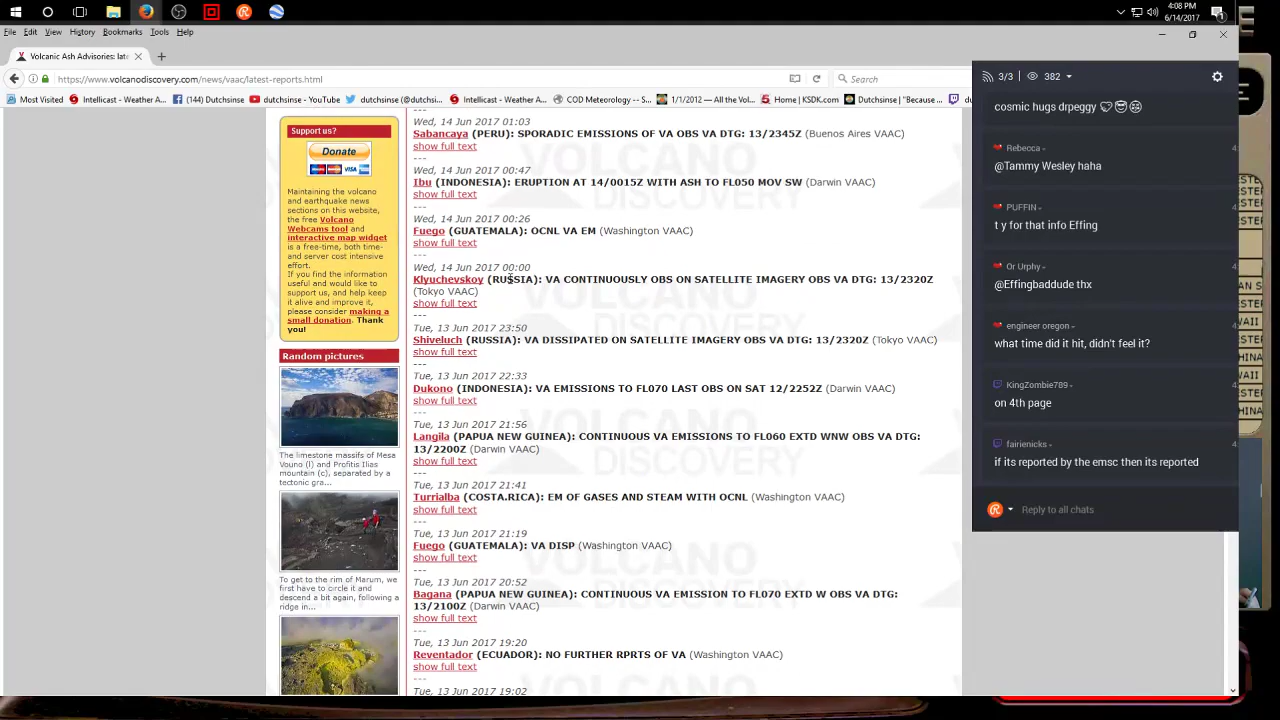 4:08 PM
6/14/2017
File Edit View History Bookmarks Tools Help
Volcanic Ash Advisories: late
https://www.volcanodiscovery.com/news/vaac/latest-reports.html
Search
Most Visited
Intellicast - Weather A...
(144) Dutchsinse
dutchsinse - YouTube
dutchsinse (@dutchsi...
Intellicast - Weather A...
COD Meteorology -- S...
1/1/2012 — All the Vol...
Home | KSDK.com
Dutchsinse | "Because ...
Support us?
Donate
VISA
Maintaining the volcano
and earthquake news
sections on this website,
the free Volcano
Webcams tool and
interactive map widget
is a free-time, both time-
and server cost intensive
effort.
If you find the information
useful and would like to
support us, and help keep
it alive and improve it,
please consider making a
small donation. Thank
you!
Random pictures
The limestone massifs of Mesa
Vouno (l) and Profitis Ilias
mountain (c), separated by a
tectonic gra...
To get to the rim of Marum, we
first have to circle it and
descend a bit again, following a
ridge in...
---
Wed, 14 Jun 2017 01:03
Sabancaya (PERU): SPORADIC EMISSIONS OF VA OBS VA DTG: 13/2345Z (Buenos Aires VAAC)
show full text
---
Wed, 14 Jun 2017 00:47
Ibu (INDONESIA): ERUPTION AT 14/0015Z WITH ASH TO FL050 MOV SW (Darwin VAAC)
show full text
---
Wed, 14 Jun 2017 00:26
Fuego (GUATEMALA): OCNL VA EM (Washington VAAC)
show full text
---
Wed, 14 Jun 2017 00:00
Klyuchevskoy (RUSSIA): VA CONTINUOUSLY OBS ON SATELLITE IMAGERY OBS VA DTG: 13/2320Z
(Tokyo VAAC)
show full text
---
Tue, 13 Jun 2017 23:50
Shiveluch (RUSSIA): VA DISSIPATED ON SATELLITE IMAGERY OBS VA DTG: 13/2320Z (Tokyo VAAC)
show full text
---
Tue, 13 Jun 2017 22:33
Dukono (INDONESIA): VA EMISSIONS TO FL070 LAST OBS ON SAT 12/2252Z (Darwin VAAC)
show full text
---
Tue, 13 Jun 2017 21:56
Langila (PAPUA NEW GUINEA): CONTINUOUS VA EMISSIONS TO FL060 EXTD WNW OBS VA DTG:
13/2200Z (Darwin VAAC)
show full text
---
Tue, 13 Jun 2017 21:41
Turrialba (COSTA.RICA): EM OF GASES AND STEAM WITH OCNL (Washington VAAC)
show full text
---
Tue, 13 Jun 2017 21:19
Fuego (GUATEMALA): VA DISP (Washington VAAC)
show full text
---
Tue, 13 Jun 2017 20:52
Bagana (PAPUA NEW GUINEA): CONTINUOUS VA EMISSION TO FL070 EXTD W OBS VA DTG:
13/2100Z (Darwin VAAC)
show full text
---
Tue, 13 Jun 2017 19:20
Reventador (ECUADOR): NO FURTHER RPRTS OF VA (Washington VAAC)
show full text
---
Tue, 13 Jun 2017 19:02
VOLCANO
DISCOVERY
3/3 | 382
cosmic hugs drpeggy
Rebecca
@Tammy Wesley haha
PUFFIN
t y for that info Effing
Or Urphy
@Effingbaddude thx
engineer oregon
what time did it hit, didn't feel it?
KingZombie789
on 4th page
fairienicks
if its reported by the emsc then its reported
Reply to all chats